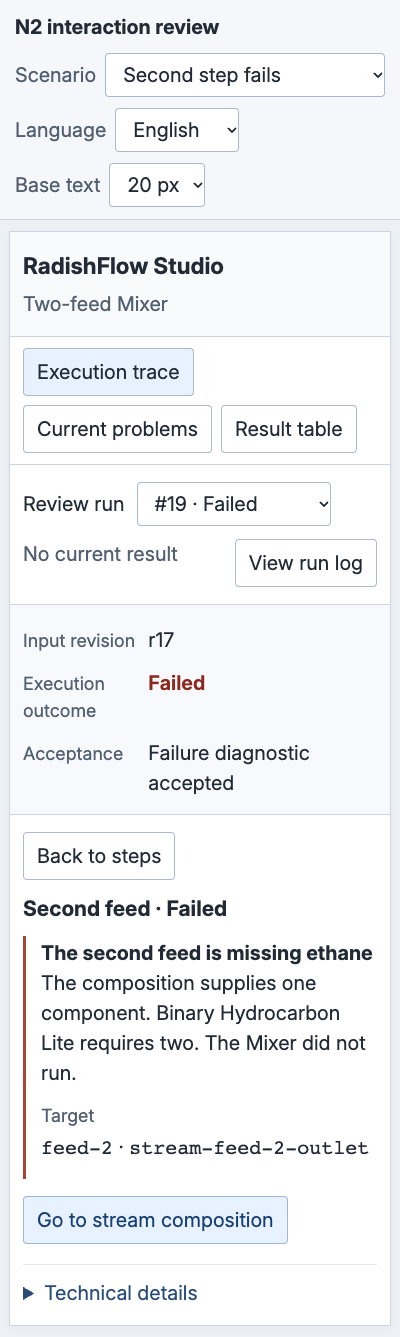 N2 interaction review
Scenario Second step fails
Language English
Base text 20 px
RadishFlow Studio
Two-feed Mixer
Execution trace
Current problems Result table
Review run #19 · Failed
No current result View run log
Input revision r17
Execution outcome Failed
Acceptance Failure diagnostic
accepted
Back to steps
Second feed · Failed
The second feed is missing ethane
The composition supplies one
component. Binary Hydrocarbon
Lite requires two. The Mixer did not
run.
Target
feed-2 · stream-feed-2-outlet
Go to stream composition
Technical details